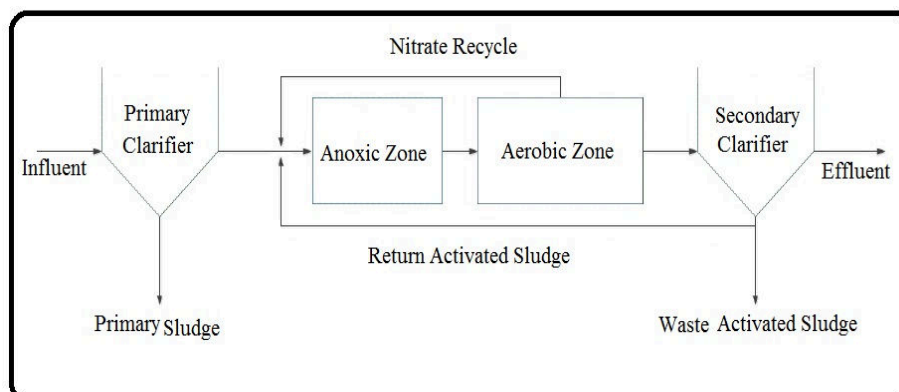 Nitrate Recycle
Primary
Clarifier
Secondary
Clarifier
Anoxic Zone
Aerobic Zone
Influent
Effluent
Return Activated Sludge
Primary Sludge
Waste Activated Sludge